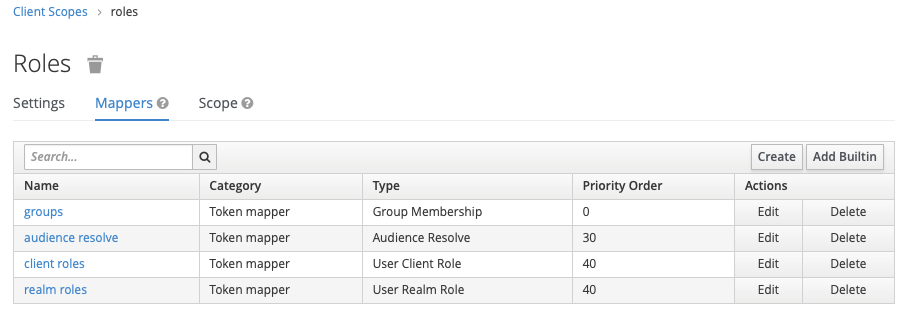 Client Scopes > roles
Roles
Settings Mappers ? Scope ?
Search... Create Add Builtin
Name Category Type Priority Order Actions
groups Token mapper Group Membership 0 Edit Delete
audience resolve Token mapper Audience Resolve 30 Edit Delete
client roles Token mapper User Client Role 40 Edit Delete
realm roles Token mapper User Realm Role 40 Edit Delete